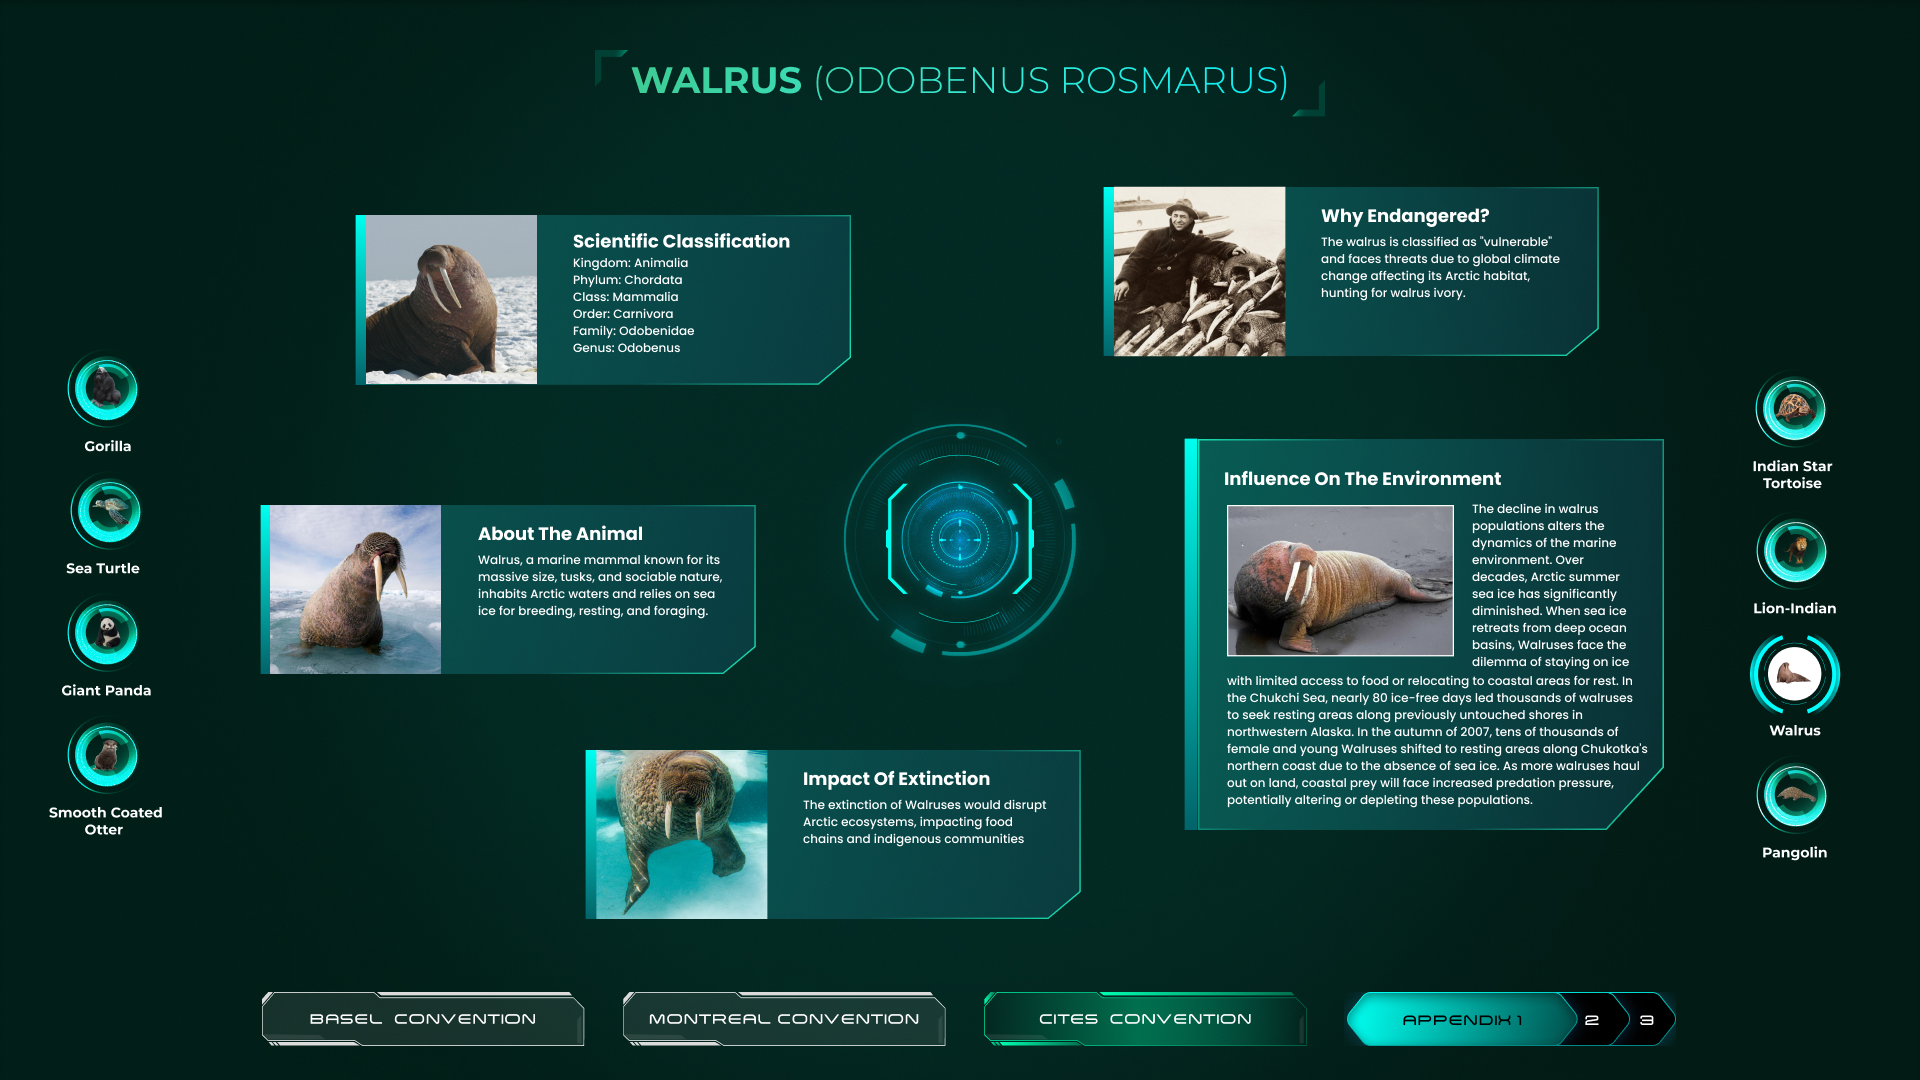 WALRUS (ODOBENUS ROSMARUS)
Scientific Classification
Kingdom: Animalia
Phylum: Chordata
Class: Mammalia
Order: Carnivora
Family: Odobenidae
Genus: Odobenus
Why Endangered?
The walrus is classified as "vulnerable"
and faces threats due to global climate
change affecting its Arctic habitat,
hunting for walrus ivory.
Gorilla
Sea Turtle
Giant Panda
Smooth Coated
Otter
About The Animal
Walrus, a marine mammal known for its
massive size, tusks, and sociable nature,
inhabits Arctic waters and relies on sea
ice for breeding, resting, and foraging.
Impact Of Extinction
The extinction of Walruses would disrupt
Arctic ecosystems, impacting food
chains and indigenous communities
Influence On The Environment
The decline in walrus
populations alters the
dynamics of the marine
environment. Over
decades, Arctic summer
sea ice has significantly
diminished. When sea ice
retreats from deep ocean
basins, Walruses face the
dilemma of staying on ice
with limited access to food or relocating to coastal areas for rest. In
the Chukchi Sea, nearly 80 ice-free days led thousands of walruses
to seek resting areas along previously untouched shores in
northwestern Alaska. In the autumn of 2007, tens of thousands of
female and young Walruses shifted to resting areas along Chukotka's
northern coast due to the absence of sea ice. As more walruses haul
out on land, coastal prey will face increased predation pressure,
potentially altering or depleting these populations.
Indian Star
Tortoise
Lion-Indian
Walrus
Pangolin
BASEL CONVENTION
MONTREAL CONVENTION
CITES CONVENTION
APPENDIX 1
2
3